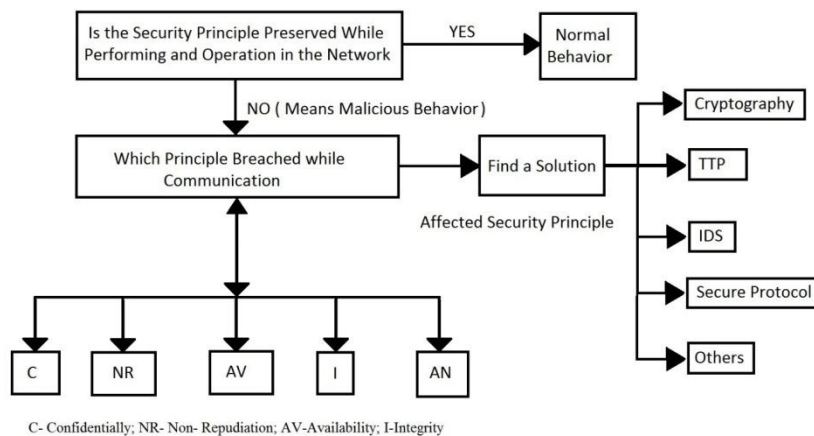 Is the Security Principle Preserved While
Performing and Operation in the Network
YES
Normal
Behavior
NO ( Means Malicious Behavior)
Which Principle Breached while
Communication
Find a Solution
Affected Security Principle
Cryptography
TTP
IDS
Secure Protocol
Others
C
NR
AV
I
AN
C- Confidentially; NR- Non- Repudiation; AV-Availability; I-Integrity